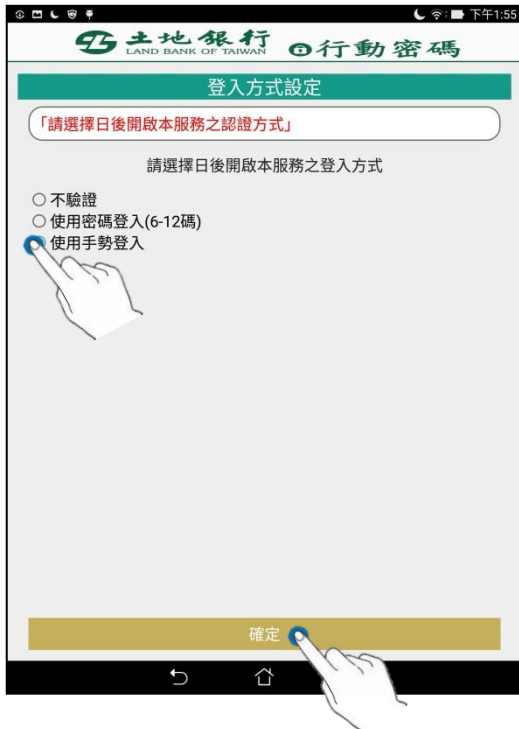 下午1:55
土地銀行
LAND BANK OF TAIWAN
行動密碼
登入方式設定
「請選擇日後開啟本服務之認證方式」
請選擇日後開啟本服務之登入方式
不驗證
使用密碼登入(6-12碼)
使用手勢登入
確定